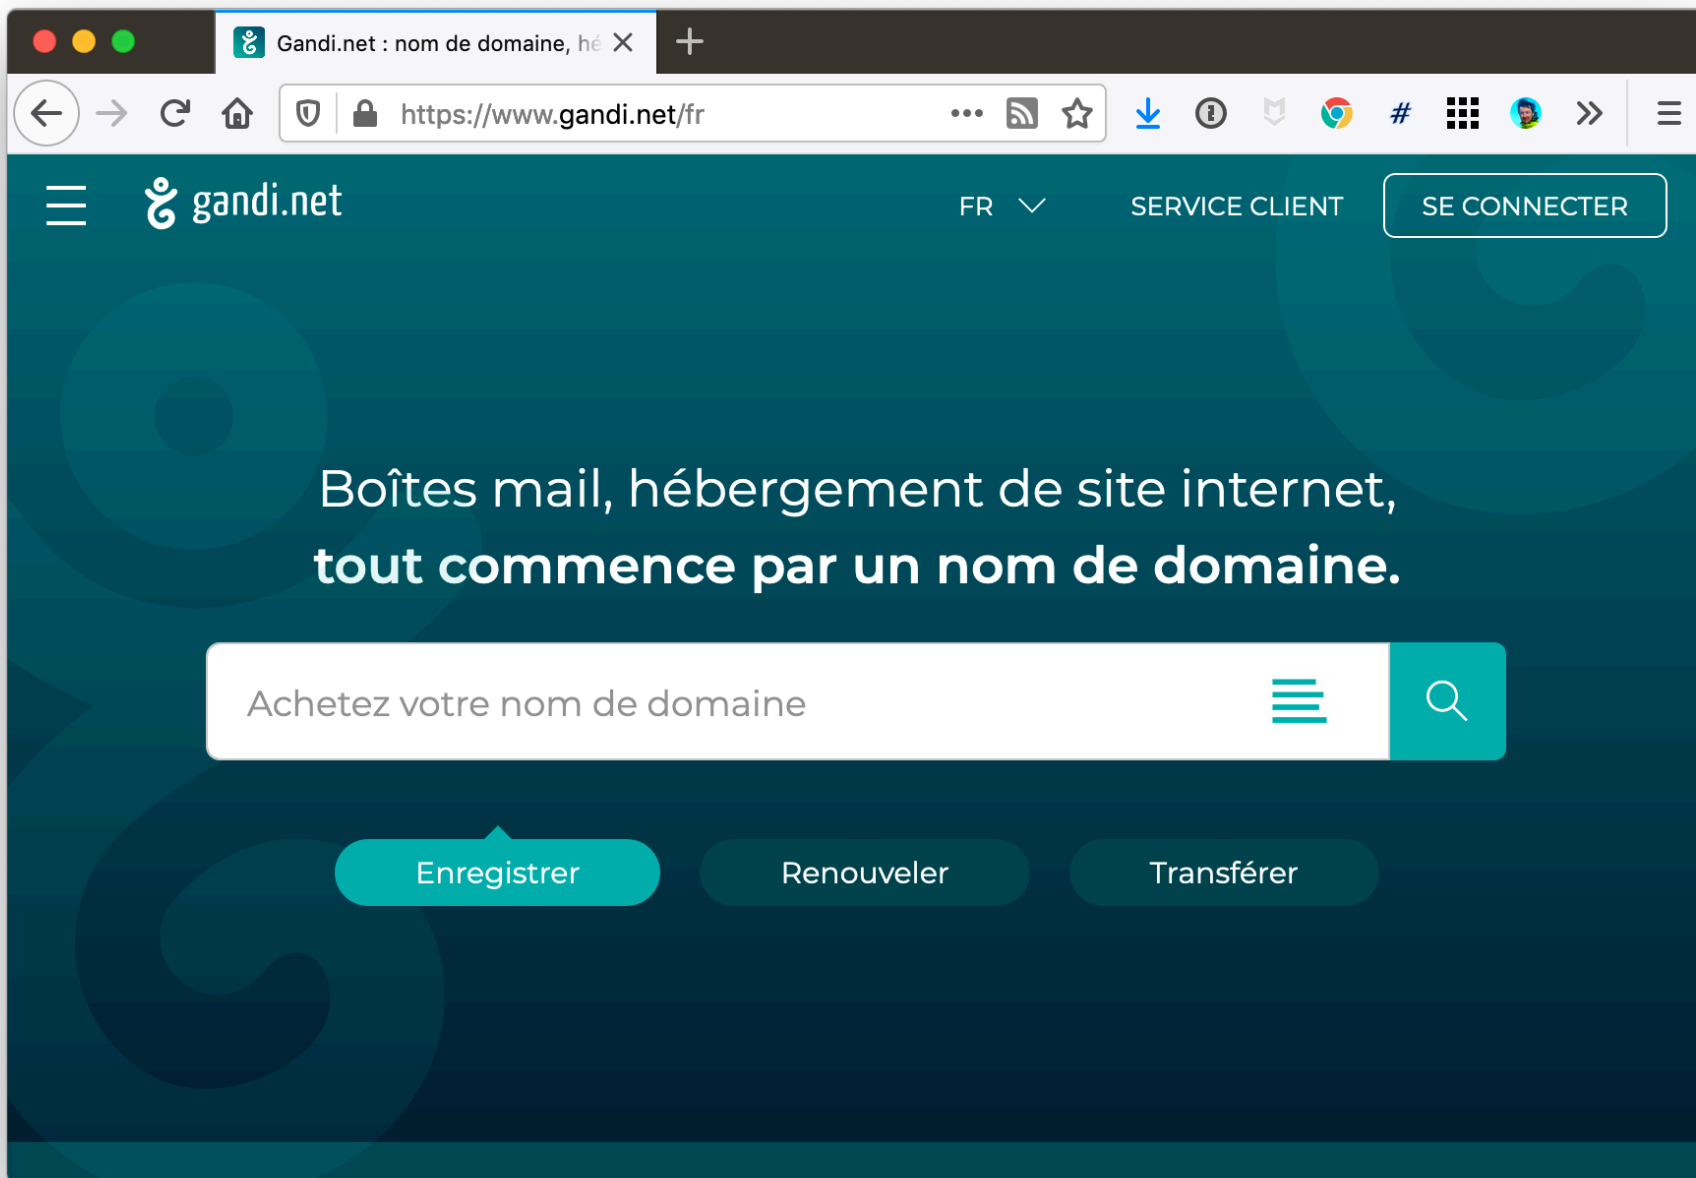 Gandi.net : nom de domaine, hé
https://www.gandi.net/fr
#
gandi.net
FR
SERVICE CLIENT
SE CONNECTER
Boîtes mail, hébergement de site internet,
tout commence par un nom de domaine.
Achetez votre nom de domaine
Enregistrer
Renouveler
Transférer